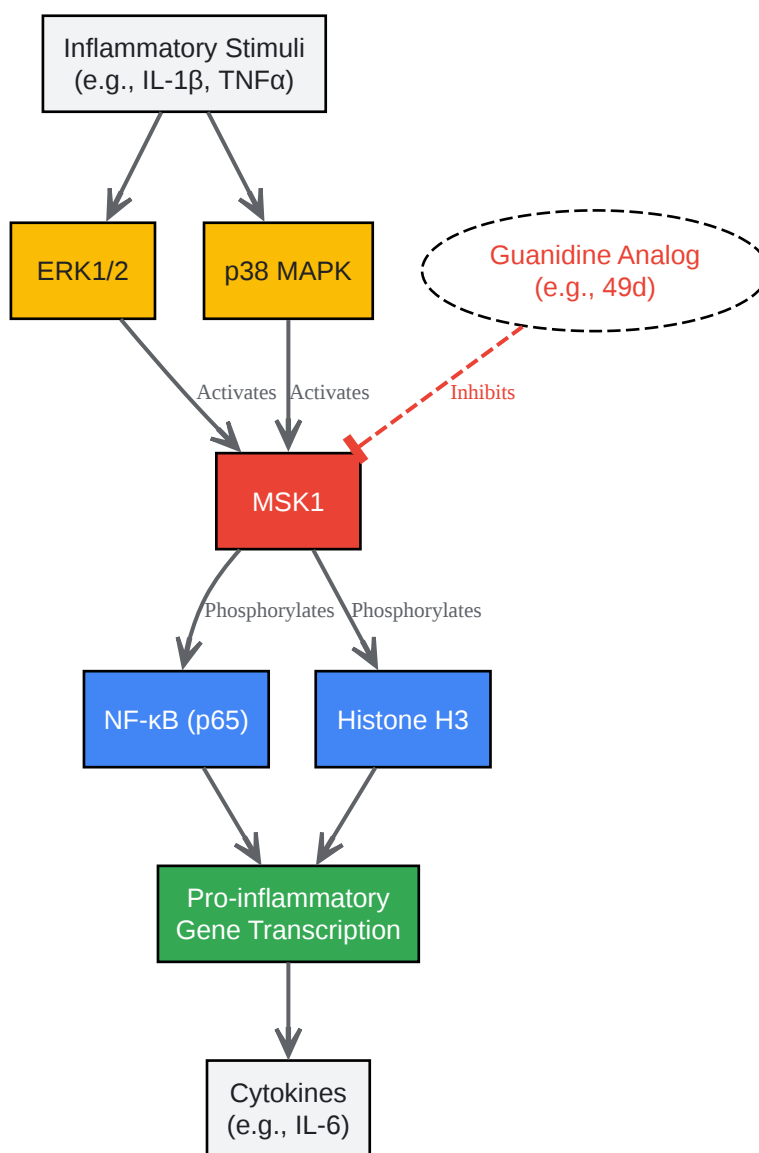 Inflammatory Stimuli
(e.g., IL-1β, TNFα)
ERK1/2
p38 MAPK
Guanidine Analog
(e.g., 49d)
Activates
Activates
Inhibits
MSK1
Phosphorylates
Phosphorylates
NF-κB (p65)
Histone H3
Pro-inflammatory
Gene Transcription
Cytokines
(e.g., IL-6)